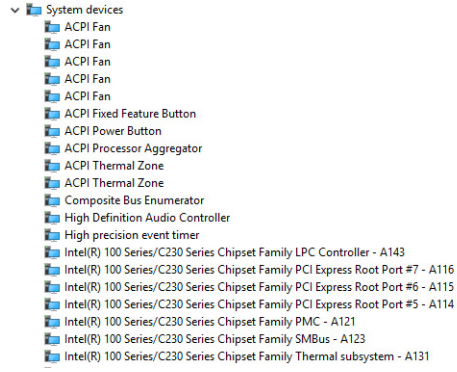 System devices
ACPI Fan
ACPI Fan
ACPI Fan
ACPI Fan
ACPI Fan
ACPI Fixed Feature Button
ACPI Power Button
ACPI Processor Aggregator
ACPI Thermal Zone
ACPI Thermal Zone
Composite Bus Enumerator
High Definition Audio Controller
High precision event timer
Intel(R) 100 Series/C230 Series Chipset Family LPC Controller - A143
Intel(R) 100 Series/C230 Series Chipset Family PCI Express Root Port #7 - A116
Intel(R) 100 Series/C230 Series Chipset Family PCI Express Root Port #6 - A115
Intel(R) 100 Series/C230 Series Chipset Family PCI Express Root Port #5 - A114
Intel(R) 100 Series/C230 Series Chipset Family PMC - A121
Intel(R) 100 Series/C230 Series Chipset Family SMBus - A123
Intel(R) 100 Series/C230 Series Chipset Family Thermal subsystem - A131